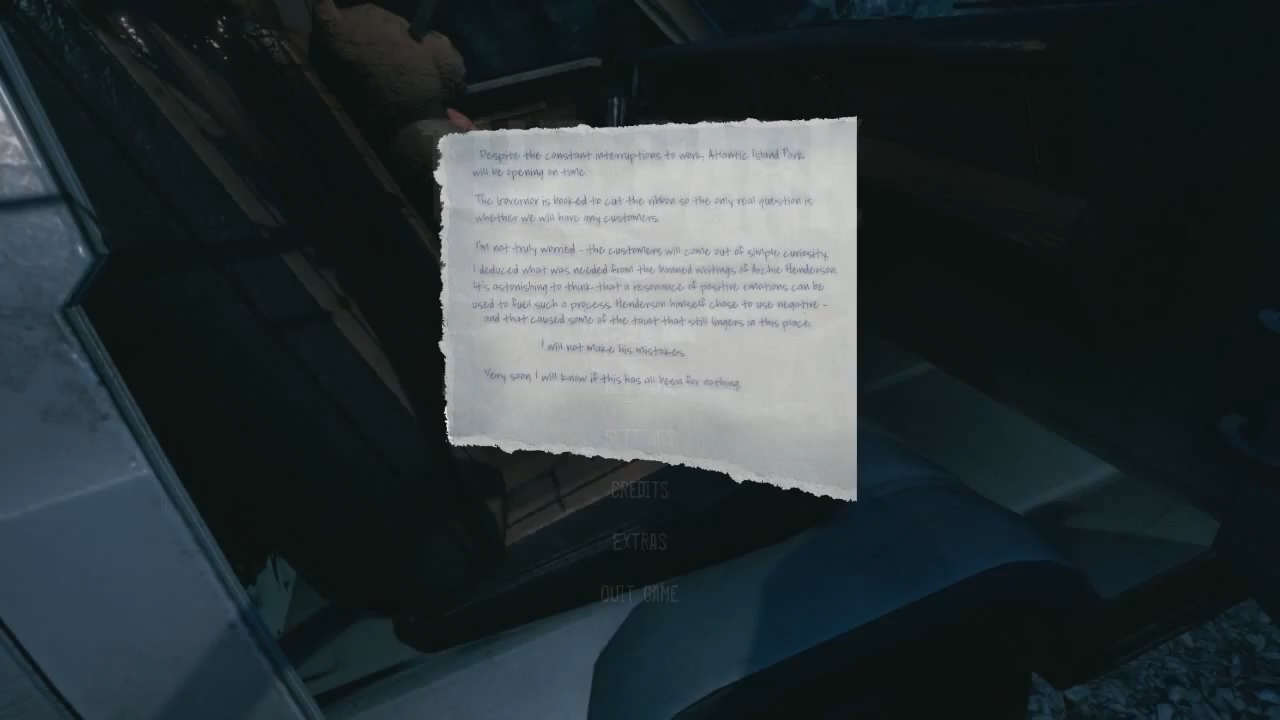 Despite the constant interruptions to work, Atlantic Island Park
will be opening on time.
The Governor is booked to cut the ribbon so the only real question is
whether we will have any customers.
I'm not truly worried - the customers will come out of simple curiosity.
I deduced what was needed from the banned writings of Archie Henderson.
It's astonishing to think that a resonance of positive emotions can be
used to fuel such a process. Henderson himself chose to use negative -
and that caused some of the taint that still lingers in this place.
I will not make his mistakes.
Very soon I will know if this has all been for nothing.
SETTINGS
CREDITS
EXTRAS
QUIT GAME